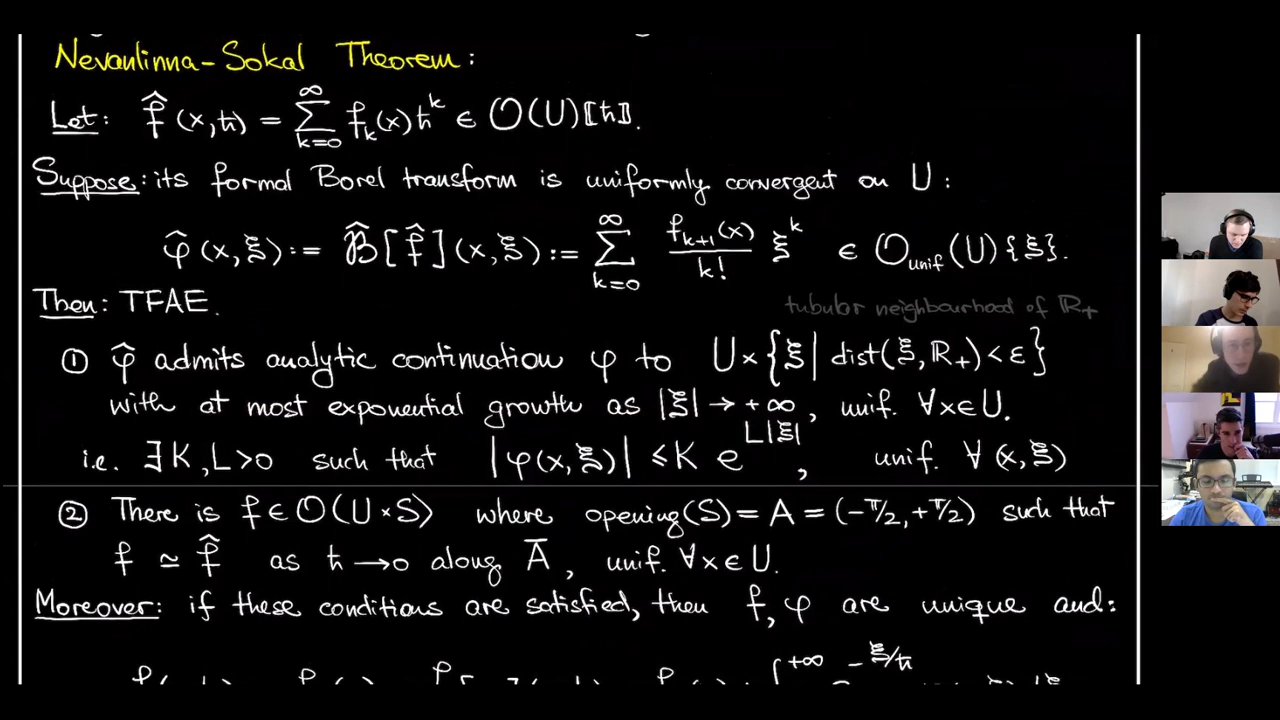 Nevanlinna-Sokal Theorem:
Let: f̂(x,ħ) = ∑_{k=0}^{∞} f_k(x)ħ^k ∈ O(U)⟦ħ⟧.
Suppose: its formal Borel transform is uniformly convergent on U:
φ̂(x,ξ) := 𝔅̂[f̂](x,ξ) := ∑_{k=0}^{∞} f_{k+1}(x)/k! ξ^k ∈ O_unif(U){ξ}.
Then: TFAE.
tubular neighbourhood of ℝ₊
① φ̂ admits analytic continuation φ to U×{ξ | dist(ξ,ℝ₊)<ε}
with at most exponential growth as |ξ|→+∞, unif. ∀x∈U.
i.e. ∃K,L>0 such that |φ(x,ξ)| ≤ K e^{L|ξ|}, unif. ∀(x,ξ)
② There is f∈O(U×S) where opening(S)=A=(-π/2,+π/2) such that
f ≃ f̂ as ħ→0 along Ā, unif. ∀x∈U.
Moreover: if these conditions are satisfied, then f,φ are unique and: